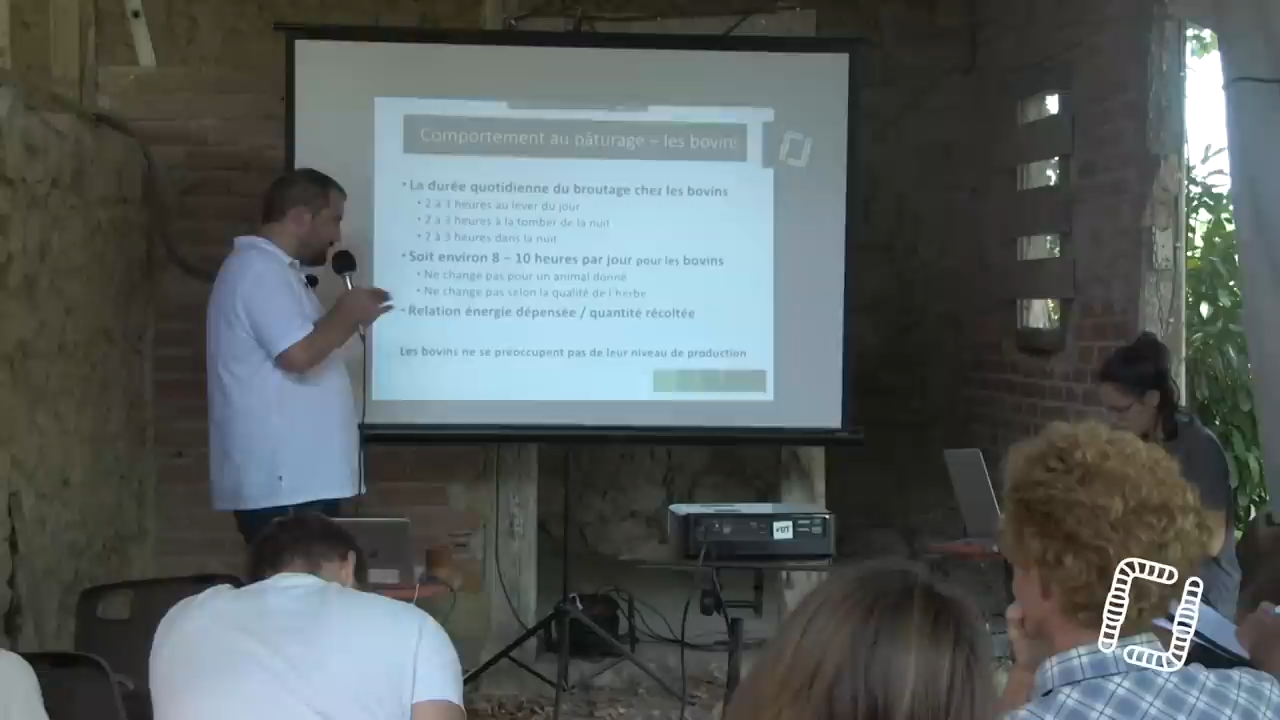 Comportement au pâturage – les bovins
• La durée quotidienne du broutage chez les bovins
• 2 à 3 heures au lever du jour
• 2 à 3 heures à la tomber de la nuit
• 2 à 3 heures dans la nuit
• Soit environ 8 – 10 heures par jour pour les bovins
• Ne change pas pour un animal donné
• Ne change pas selon la qualité de l'herbe
• Relation énergie dépensée / quantité récoltée
Les bovins ne se préoccupent pas de leur niveau de production